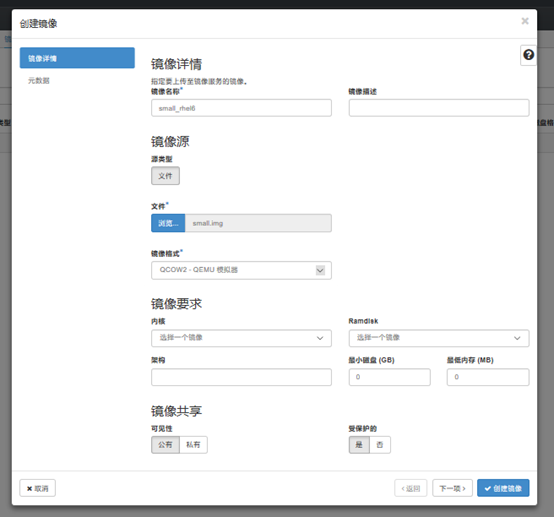 创建镜像 ×
镜像详情
元数据
镜像详情
指定要上传至镜像服务的镜像。
镜像名称* 镜像描述
small_rhel6
镜像源
源类型
文件
文件*
浏览... small.img
镜像格式*
QCOW2 - QEMU 模拟器
镜像要求
内核 Ramdisk
选择一个镜像 选择一个镜像
架构 最小磁盘 (GB) 最低内存 (MB)
0 0
镜像共享
可见性 受保护的
公有 私有 是 否
× 取消 ‹ 返回 下一项 › ✔ 创建镜像